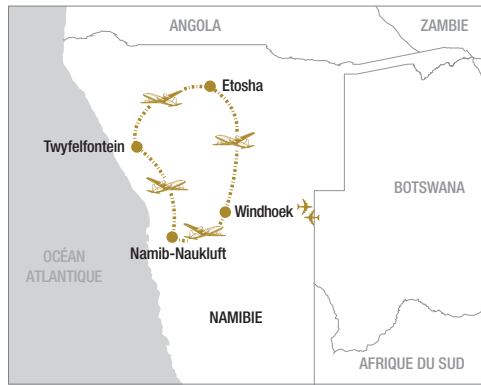 ANGOLA
ZAMBIE
Etosha
Twyfelfontein
BOTSWANA
Windhoek
Namib-Naukluft
OCÉAN
ATLANTIQUE
NAMIBIE
AFRIQUE DU SUD